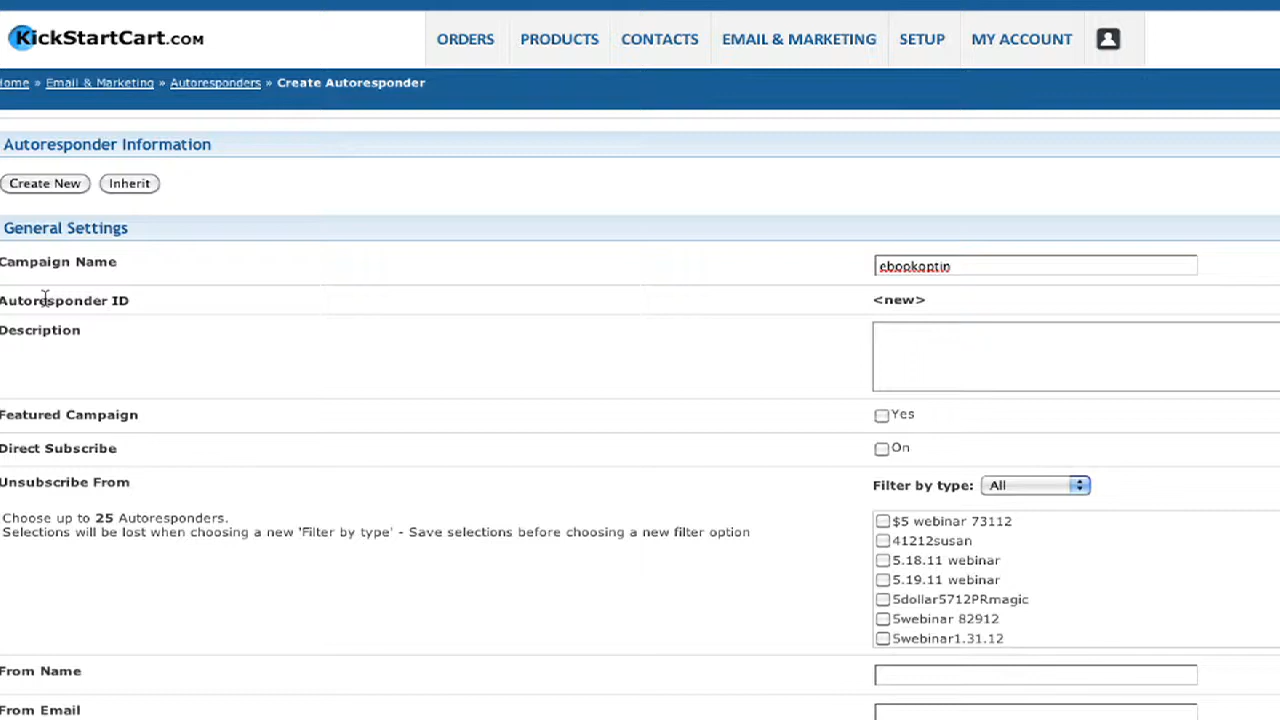 KickStartCart.com
ORDERS PRODUCTS CONTACTS EMAIL & MARKETING SETUP MY ACCOUNT
Home » Email & Marketing » Autoresponders » Create Autoresponder
Autoresponder Information
Create New Inherit
General Settings
Campaign Name ebookoptin
Autoresponder ID <new>
Description
Featured Campaign Yes
Direct Subscribe On
Unsubscribe From Filter by type: All
Choose up to 25 Autoresponders.
Selections will be lost when choosing a new 'Filter by type' - Save selections before choosing a new filter option
$5 webinar 73112
41212susan
5.18.11 webinar
5.19.11 webinar
5dollar5712PRmagic
5webinar 82912
5webinar1.31.12
From Name
From Email